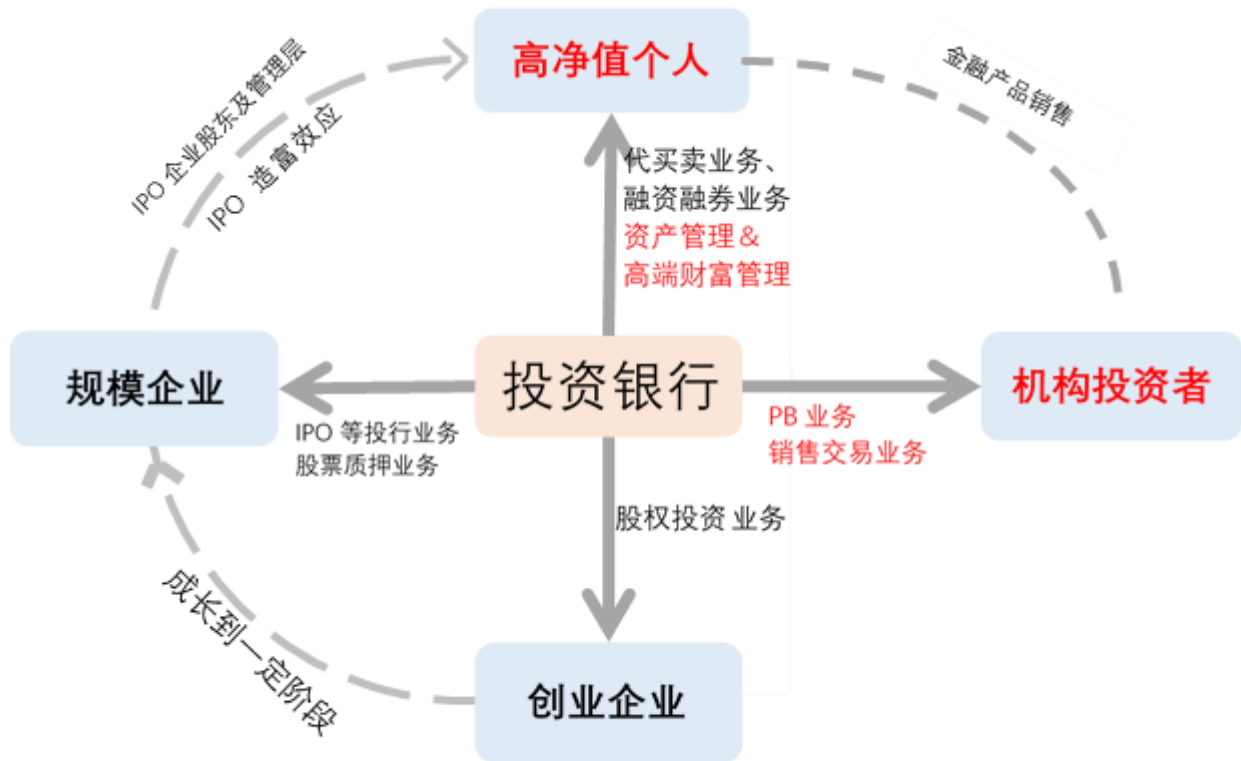 高净值个人
IPO 企业股东及管理层
IPO 造富效应
金融产品销售
代买卖业务、
融资融券业务
资产管理&
高端财富管理
规模企业
投资银行
机构投资者
IPO 等投行业务
股票质押业务
PB 业务
销售交易业务
股权投资 业务
成长到一定阶段
创业企业